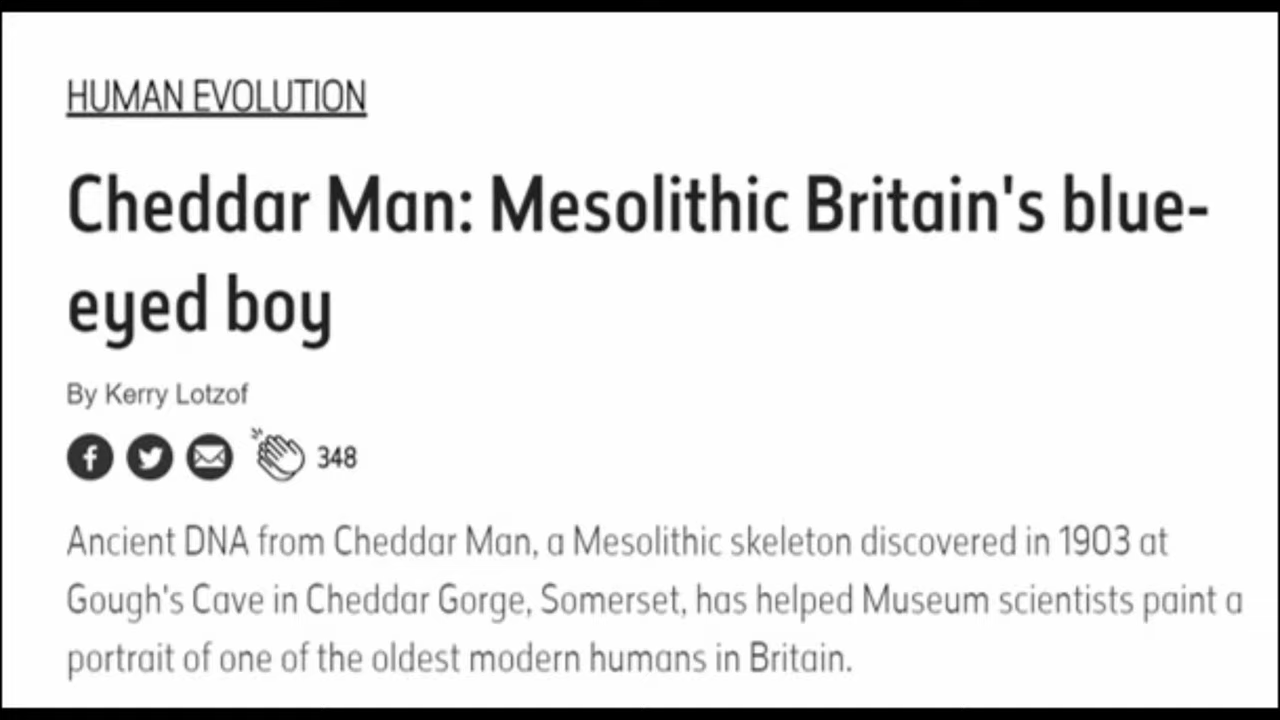 HUMAN EVOLUTION
Cheddar Man: Mesolithic Britain's blue-
eyed boy
By Kerry Lotzof
348
Ancient DNA from Cheddar Man, a Mesolithic skeleton discovered in 1903 at
Gough's Cave in Cheddar Gorge, Somerset, has helped Museum scientists paint a
portrait of one of the oldest modern humans in Britain.